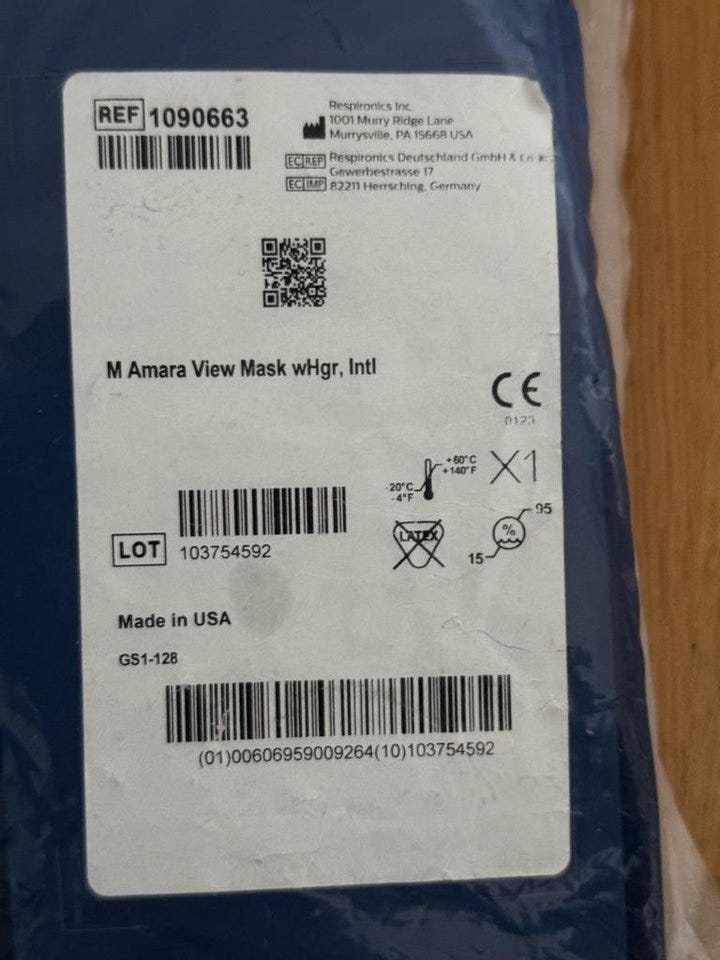 REF 1090663
Respironics Inc.
1001 Murry Ridge Lane
Murrysville, PA 15668 USA
EC REP Respironics Deutschland GmbH & Co
Gewerbestrasse 17
EC IMP 82211 Herrsching, Germany
M Amara View Mask wHgr, Intl
CE
0123
+60°C
+140°F
-20°C
-4°F
X1
LATEX
95
%
15
LOT 103754592
Made in USA
GS1-128
(01)00606959009264(10)103754592